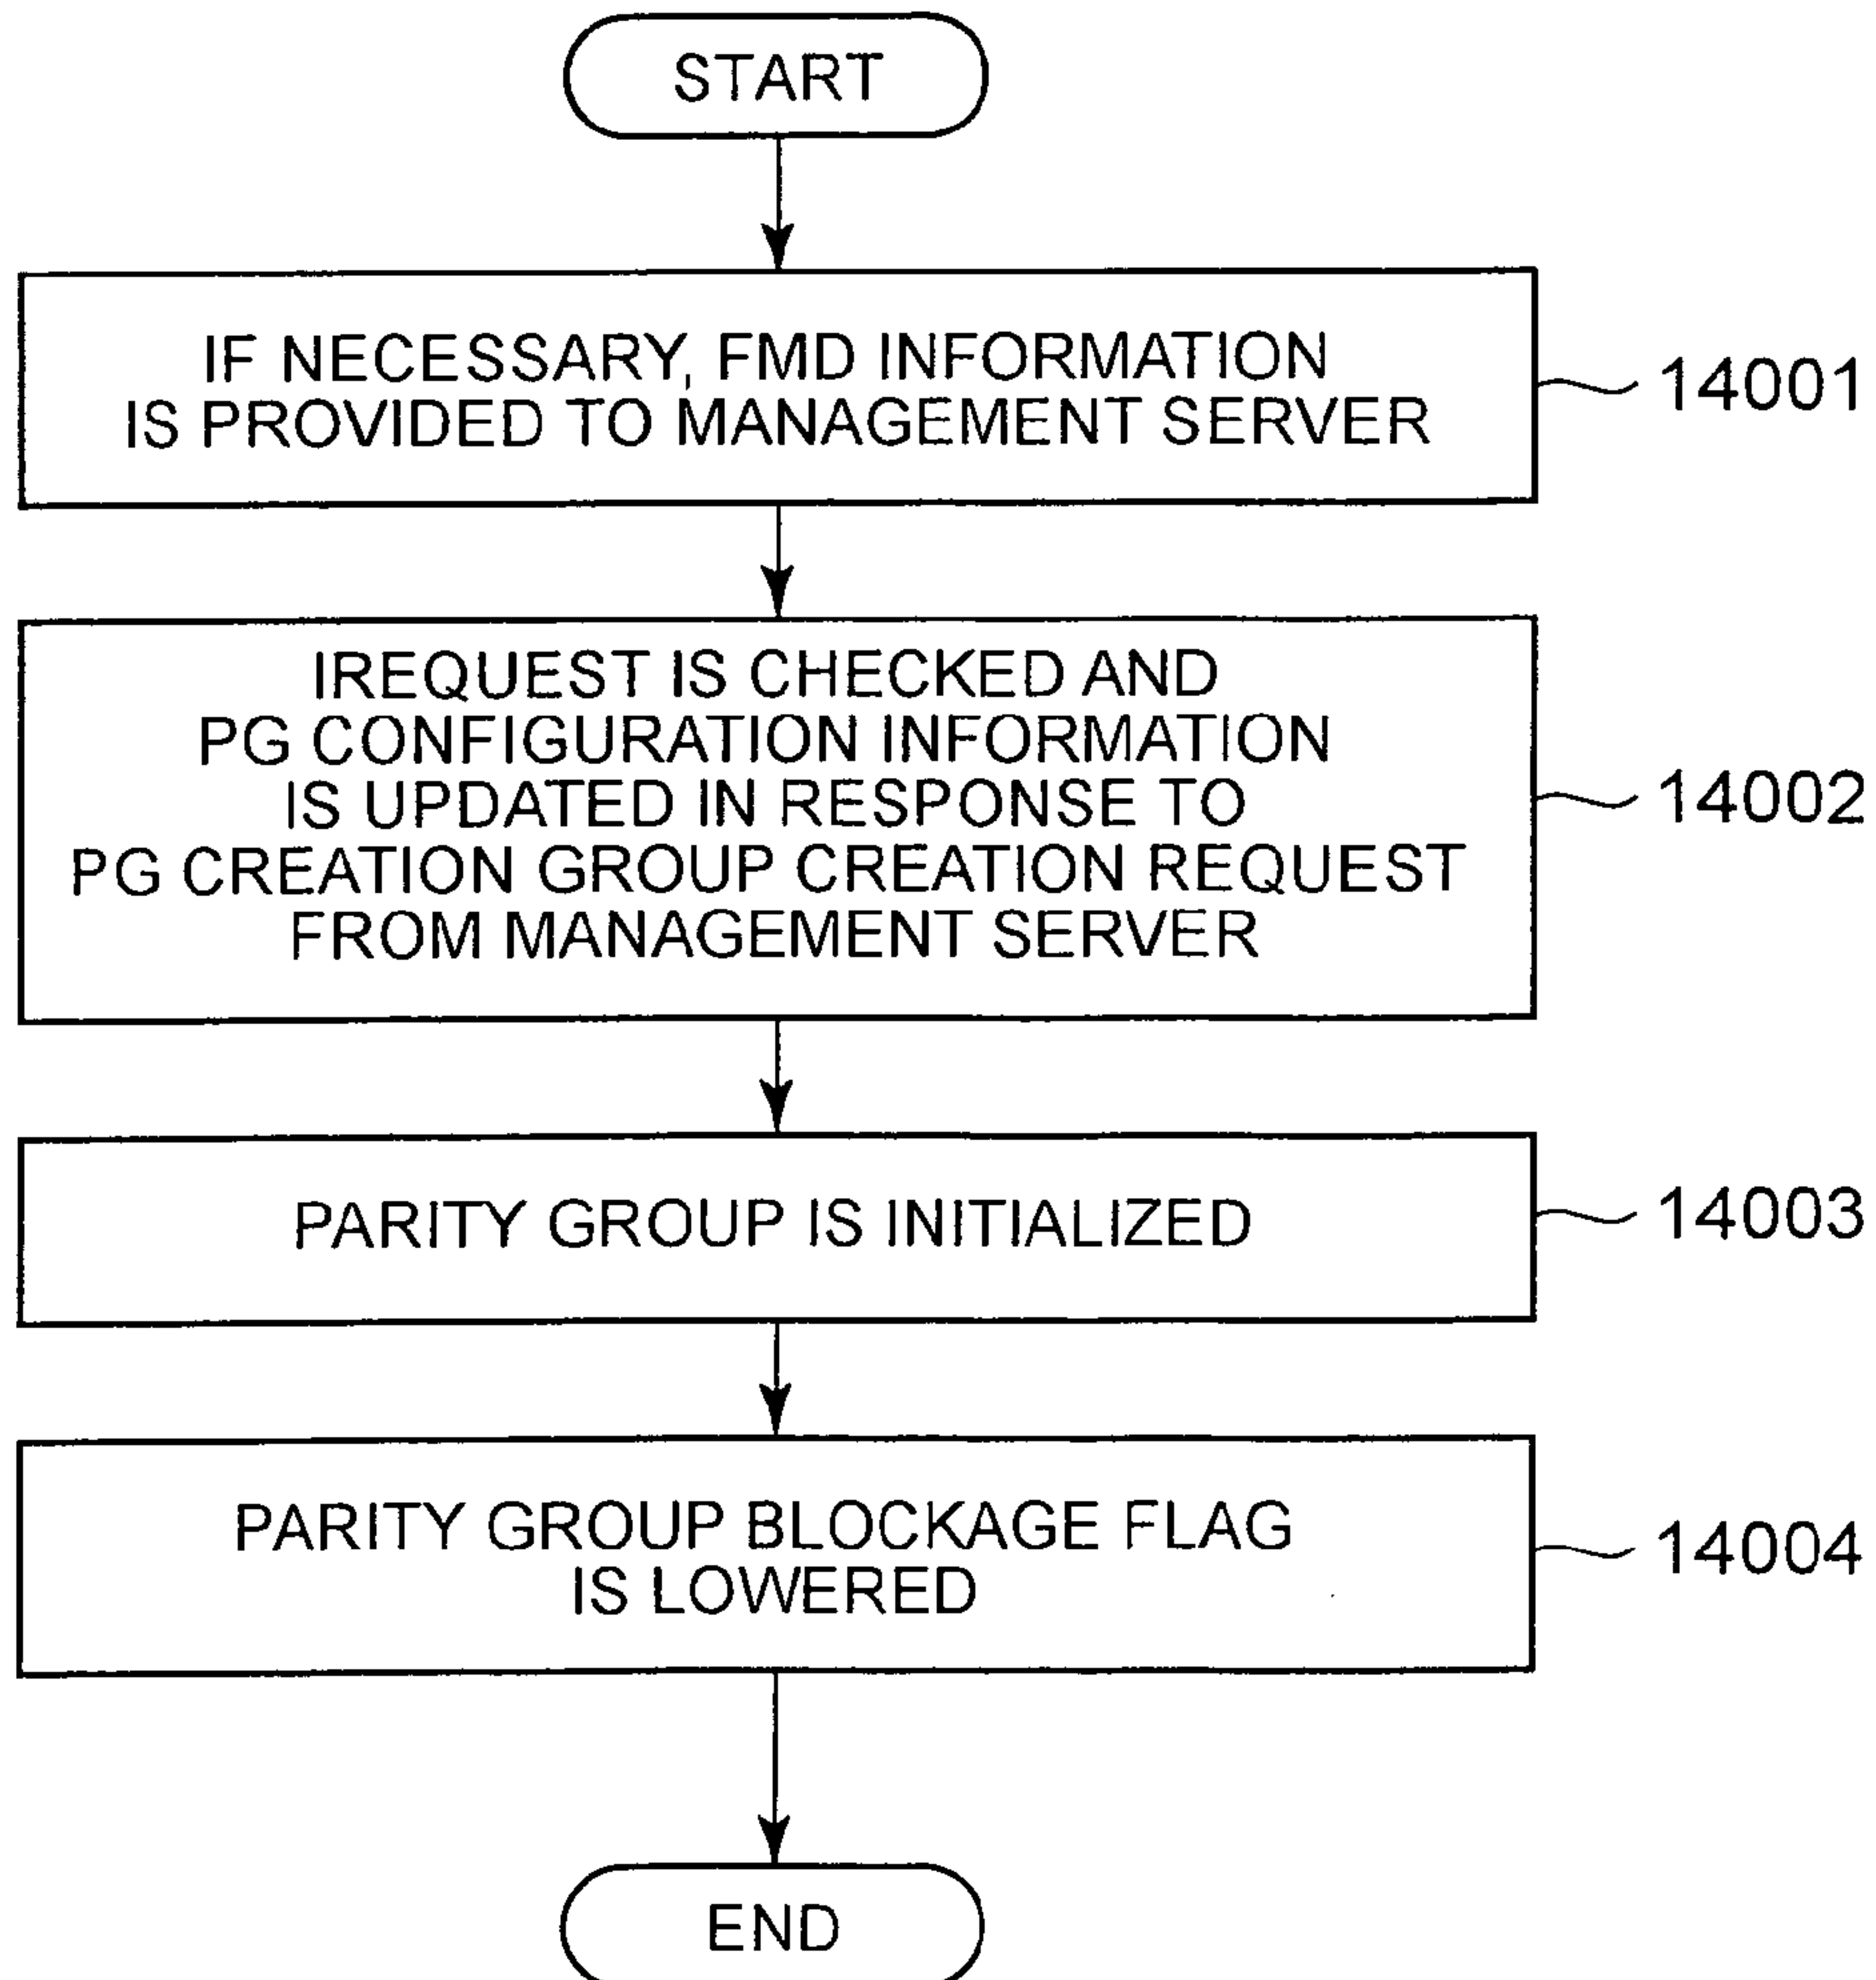 START
IF NECESSARY, FMD INFORMATION
IS PROVIDED TO MANAGEMENT SERVER
14001
IREQUEST IS CHECKED AND
PG CONFIGURATION INFORMATION
IS UPDATED IN RESPONSE TO
PG CREATION GROUP CREATION REQUEST
FROM MANAGEMENT SERVER
14002
PARITY GROUP IS INITIALIZED
14003
PARITY GROUP BLOCKAGE FLAG
IS LOWERED
14004
END